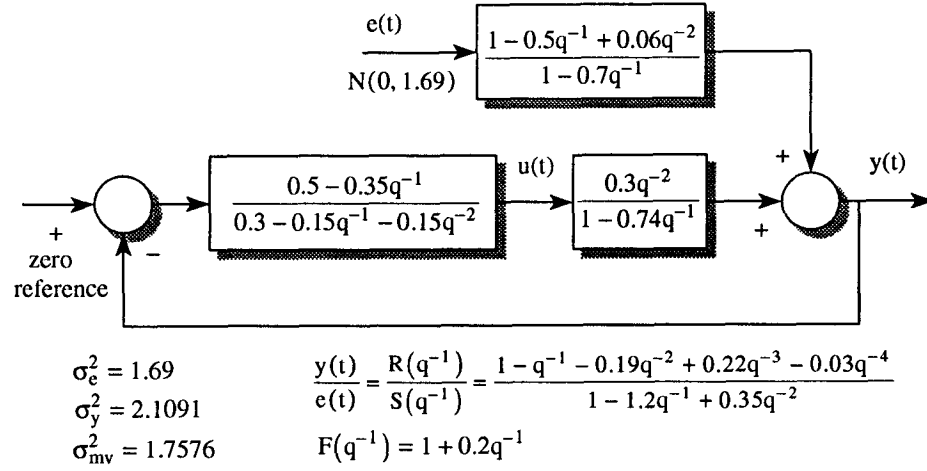 e(t)
N(0, 1.69)
1 − 0.5q⁻¹ + 0.06q⁻²
1 − 0.7q⁻¹
+
zero
reference
−
0.5 − 0.35q⁻¹
0.3 − 0.15q⁻¹ − 0.15q⁻²
u(t)
0.3q⁻²
1 − 0.74q⁻¹
+
+
y(t)
σₑ² = 1.69
σᵧ² = 2.1091
σₘᵥ² = 1.7576
y(t)/e(t) = R(q⁻¹)/S(q⁻¹) = (1 − q⁻¹ − 0.19q⁻² + 0.22q⁻³ − 0.03q⁻⁴)/(1 − 1.2q⁻¹ + 0.35q⁻²)
F(q⁻¹) = 1 + 0.2q⁻¹